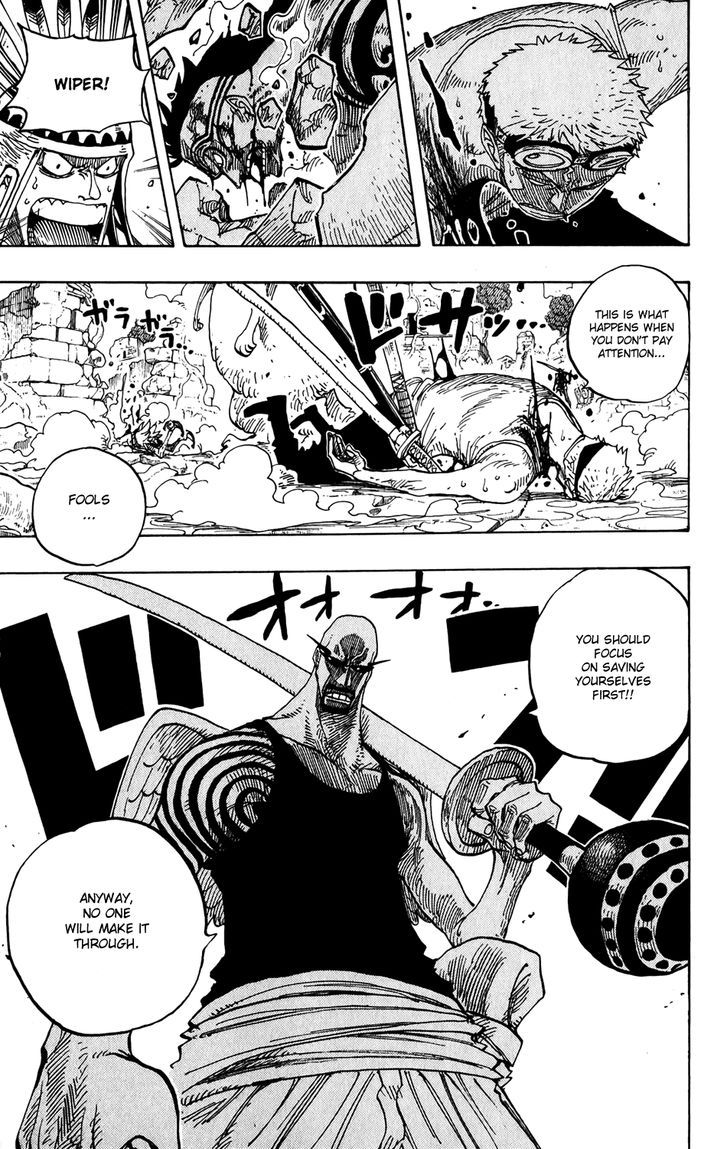 THIS IS WHAT
HAPPENS WHEN
YOU DON'T PAY
ATTENTION...
WIPER!
ドサッ…
ガラガラ..
FOOLS
...
YOU SHOULD
FOCUS
ON SAVING
YOURSELVES
FIRST!!
オオオオ
ANYWAY,
NO ONE
WILL MAKE IT
THROUGH.